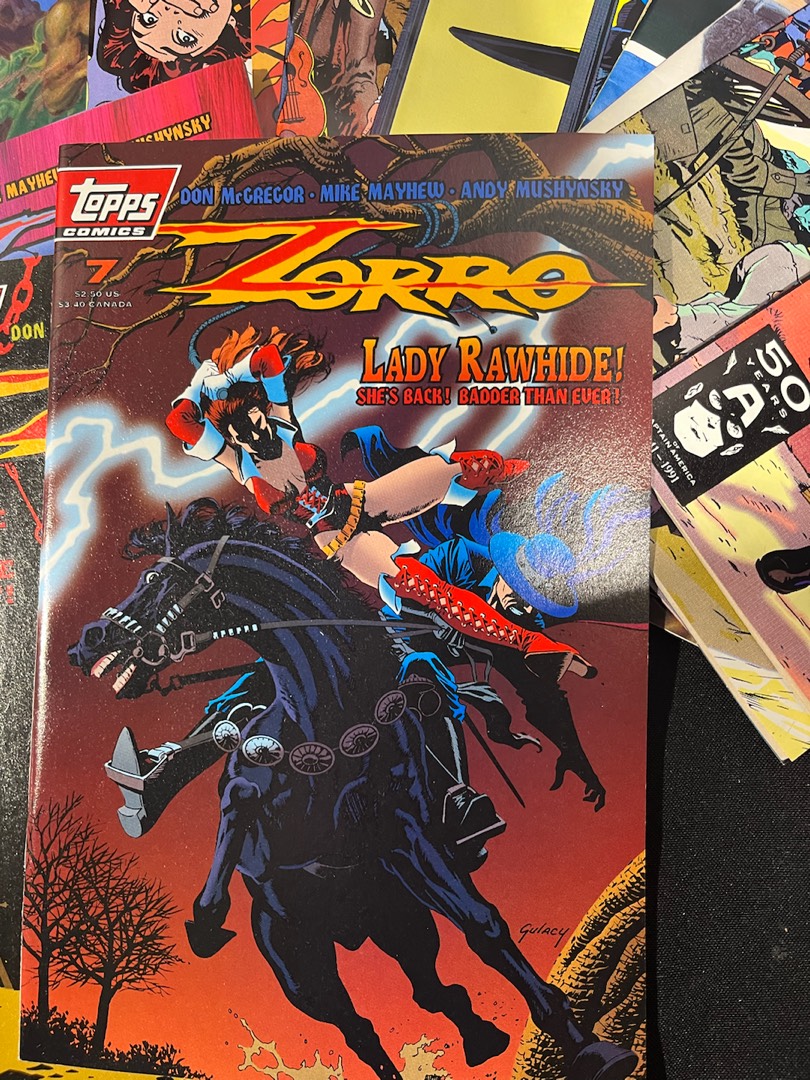 MUSHYNSKY
MAYHEW
topps
COMICS
DON McGREGOR • MIKE MAYHEW • ANDY MUSHYNSKY
7
$2.50 US
$3.40 CANADA
ZORRO
LADY RAWHIDE!
SHE'S BACK! BADDER THAN EVER!
DON
50
YEARS
OF
CAPTAIN AMERICA
1991
GULACY